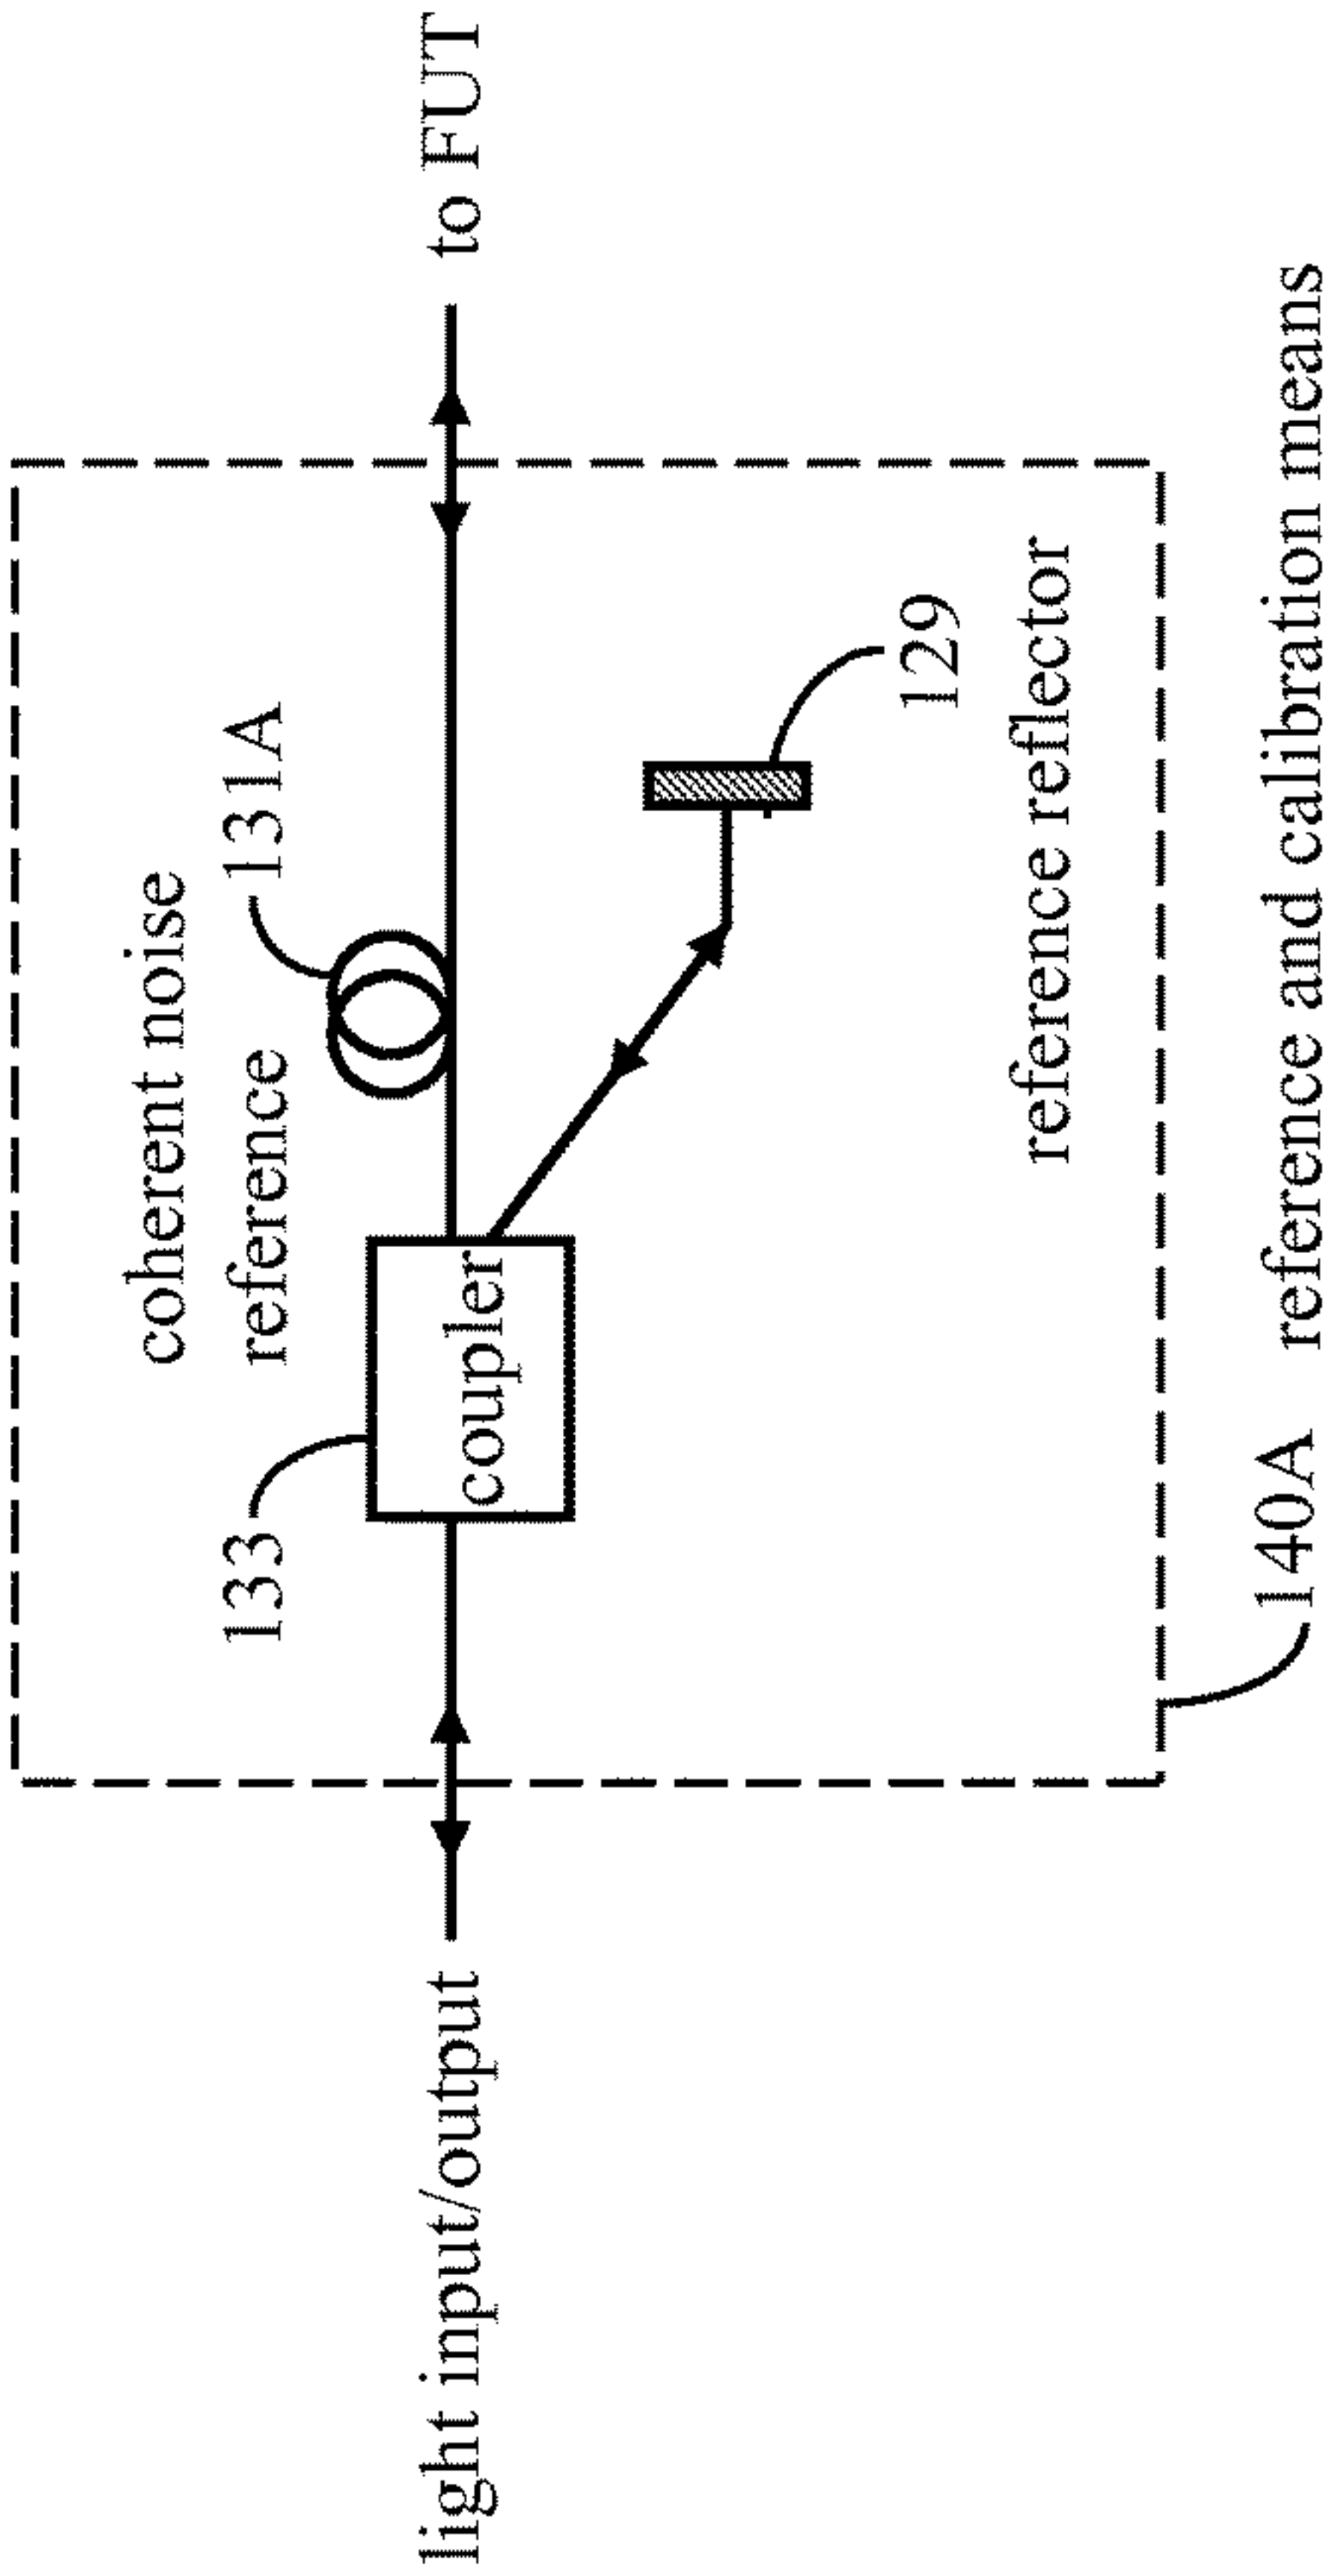 coherent noise
reference
131A
133
coupler
light input/output
to FUT
129
reference reflector
140A
reference and calibration means